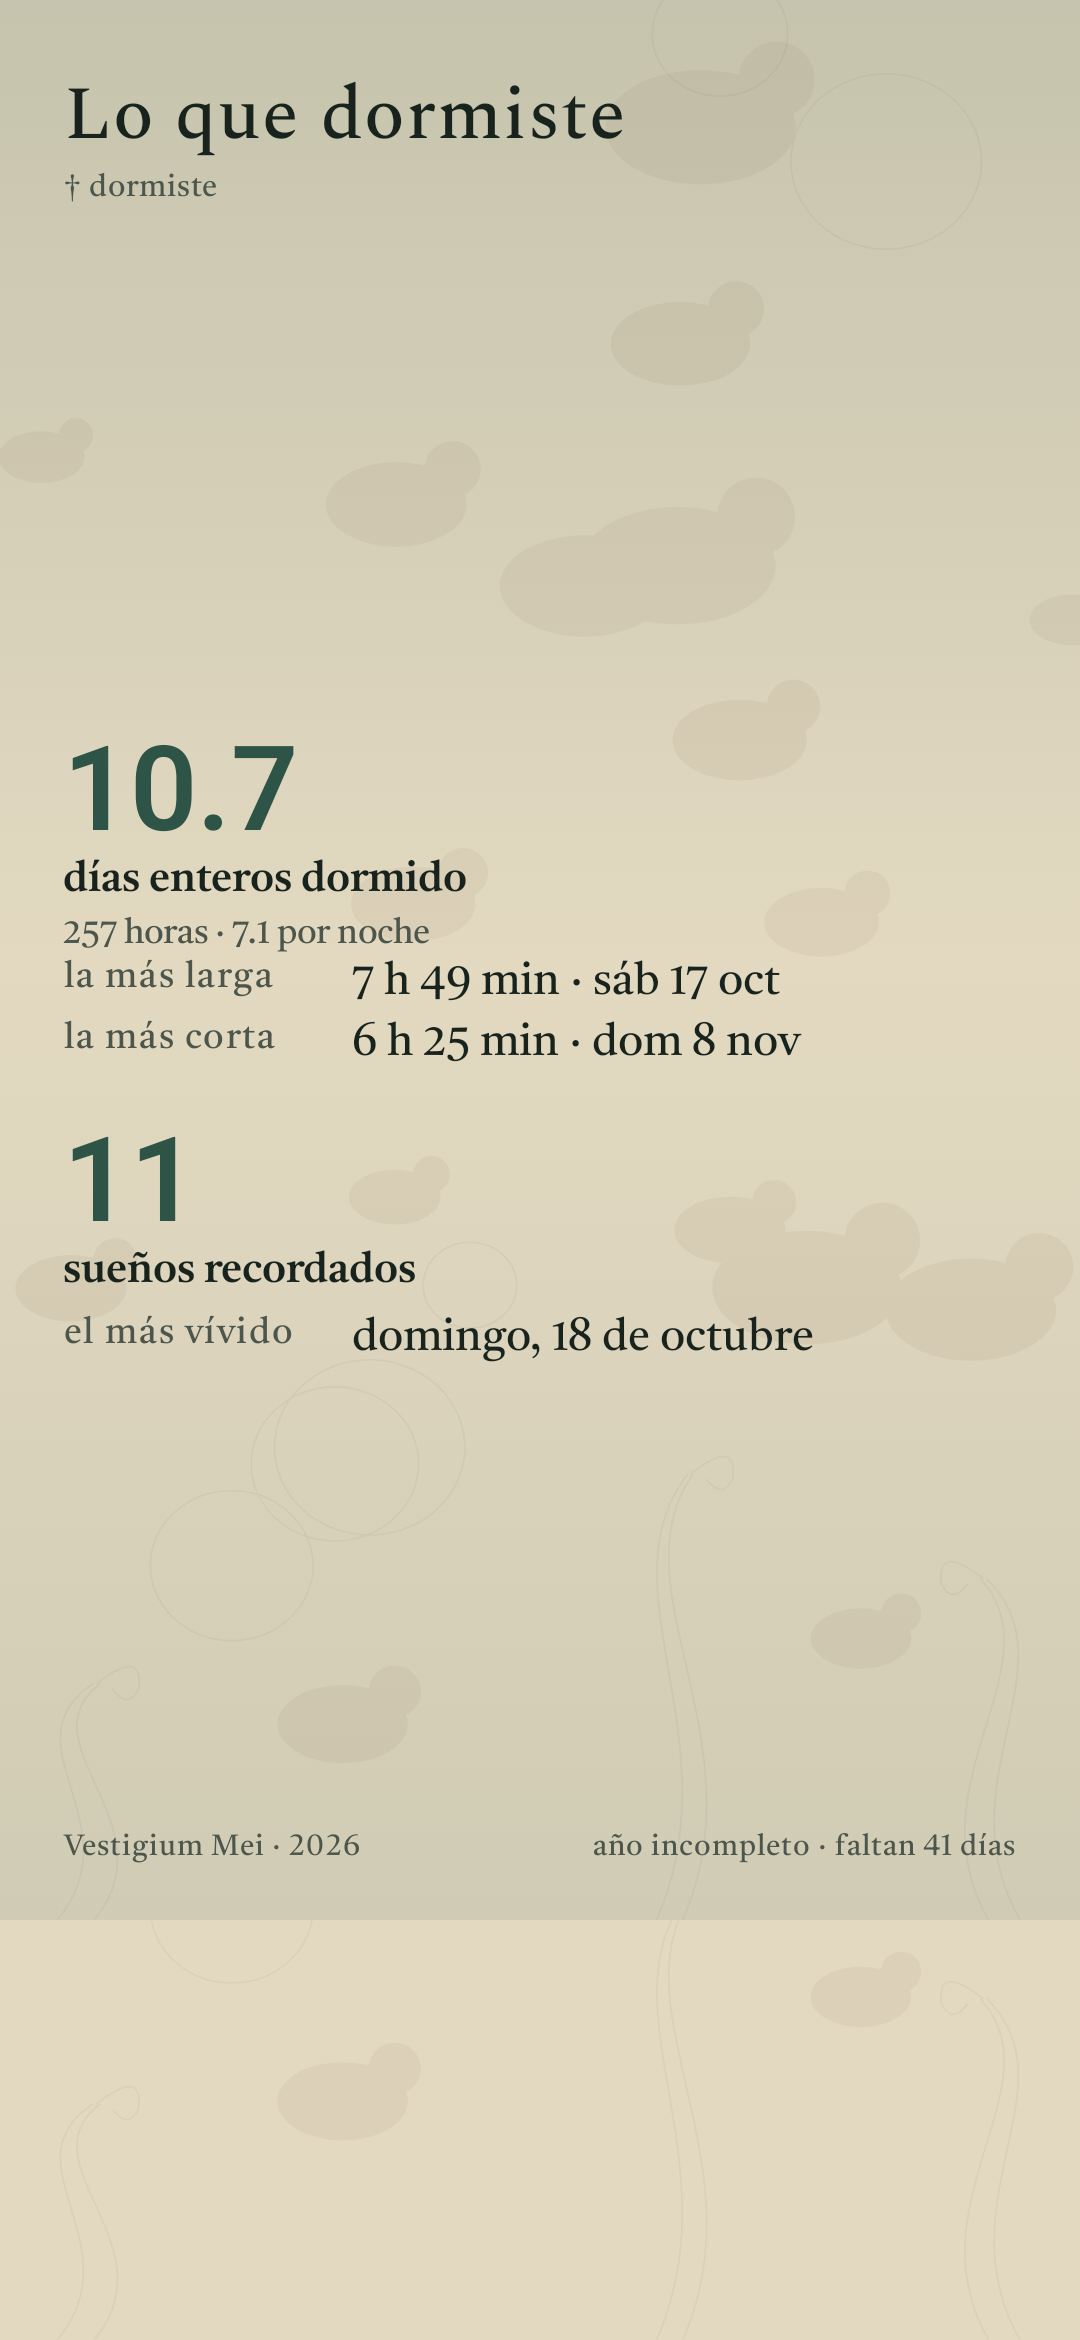 Lo que dormiste
† dormiste
10.7
días enteros dormido
257 horas · 7.1 por noche
la más larga 7 h 49 min · sáb 17 oct
la más corta 6 h 25 min · dom 8 nov
11
sueños recordados
el más vívido domingo, 18 de octubre
Vestigium Mei · 2026 año incompleto · faltan 41 días